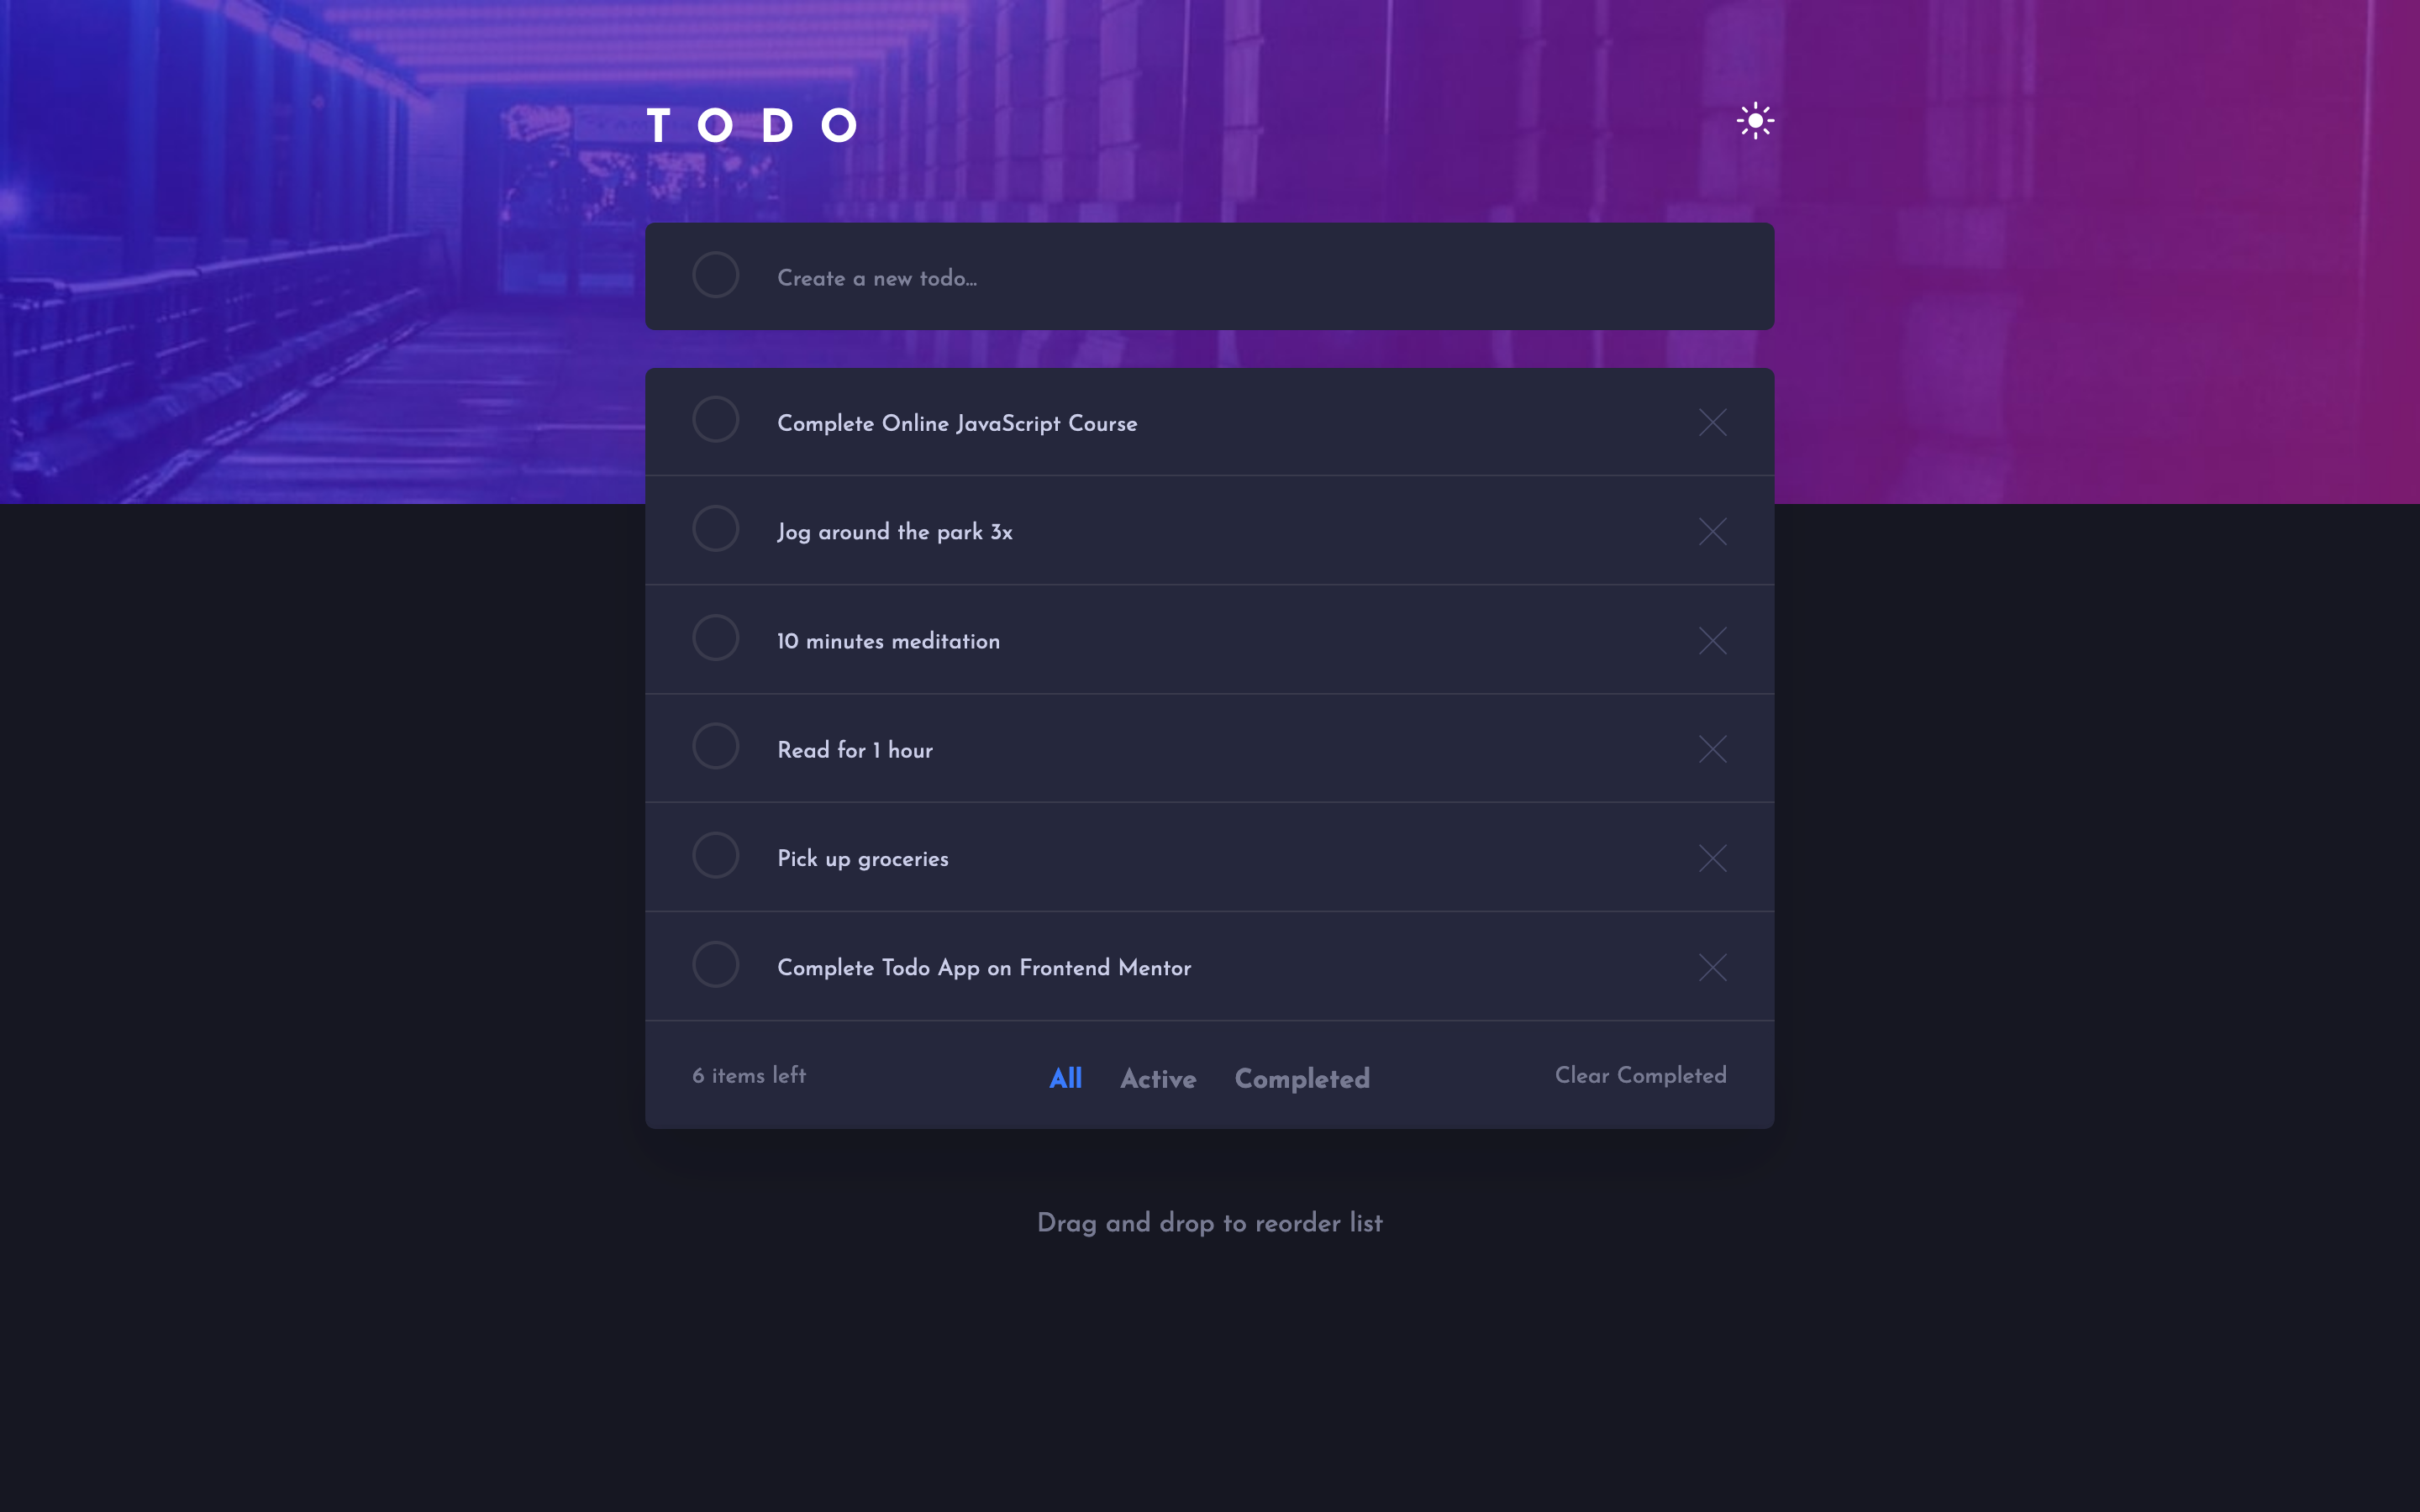 TODO
Create a new todo...
Complete Online JavaScript Course
Jog around the park 3x
10 minutes meditation
Read for 1 hour
Pick up groceries
Complete Todo App on Frontend Mentor
6 items left All Active Completed Clear Completed
Drag and drop to reorder list